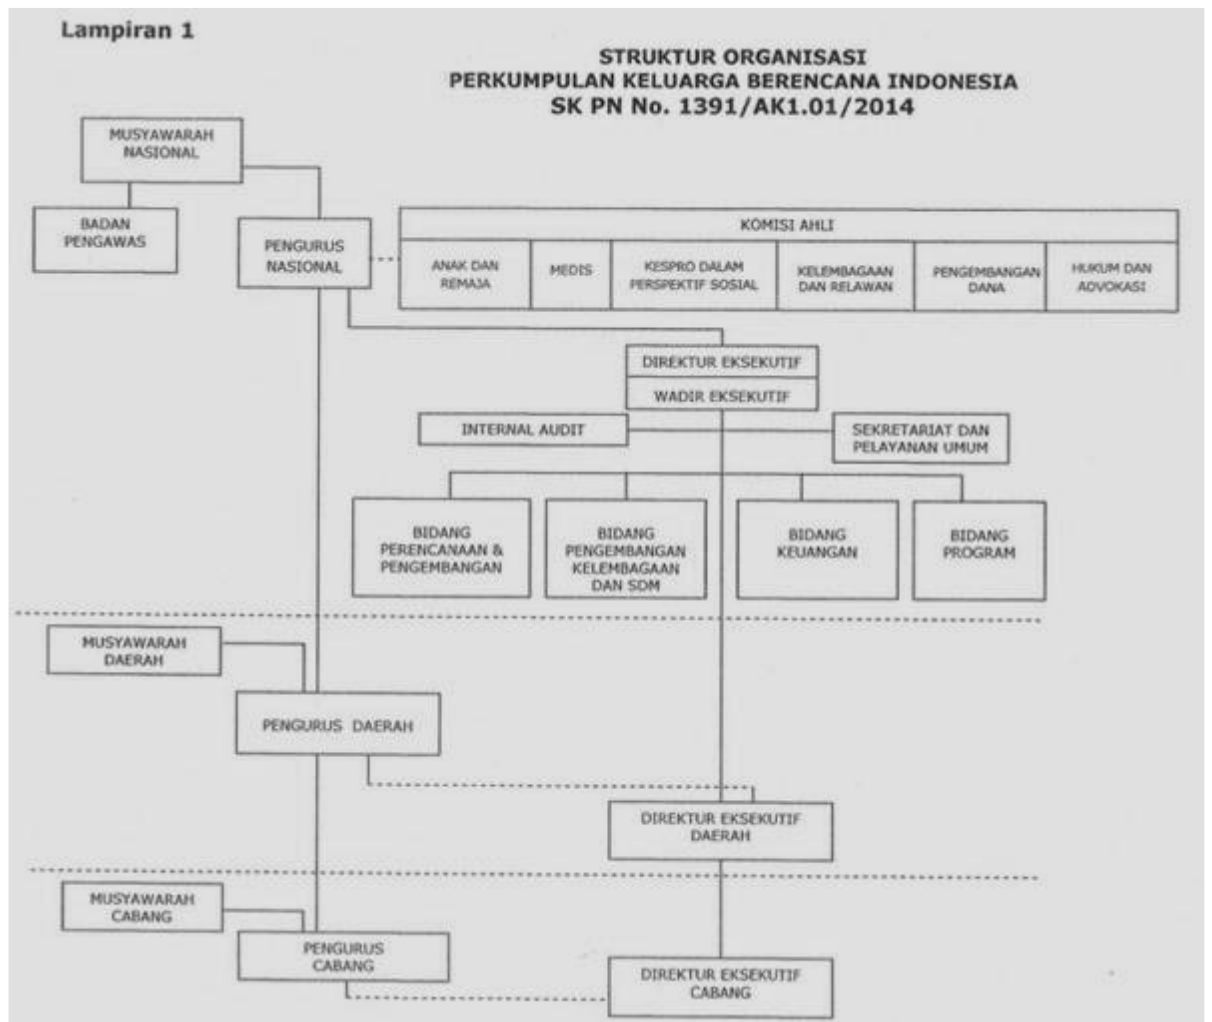 Lampiran 1
STRUKTUR ORGANISASI
PERKUMPULAN KELUARGA BERENCANA INDONESIA
SK PN No. 1391/AK1.01/2014
MUSYAWARAH
NASIONAL
BADAN
PENGAWAS
PENGURUS
NASIONAL
KOMISI AHLI
ANAK DAN
REMAJA
MEDIS
KESPRO DALAM
PERSPEKTIF SOSIAL
KELEMBAGAAN
DAN RELAWAN
PENGEMBANGAN
DANA
HUKUM DAN
ADVOKASI
DIREKTUR EKSEKUTIF
WADIR EKSEKUTIF
INTERNAL AUDIT
SEKRETARIAT DAN
PELAYANAN UMUM
BIDANG
PERENCANAAN &
PENGEMBANGAN
BIDANG
PENGEMBANGAN
KELEMBAGAAN
DAN SDM
BIDANG
KEUANGAN
BIDANG
PROGRAM
MUSYAWARAH
DAERAH
PENGURUS DAERAH
DIREKTUR EKSEKUTIF
DAERAH
MUSYAWARAH
CABANG
PENGURUS
CABANG
DIREKTUR EKSEKUTIF
CABANG